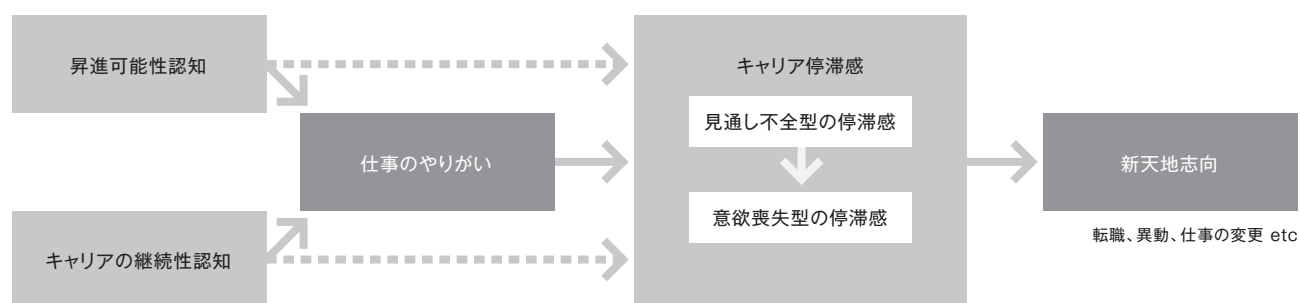 昇進可能性認知
キャリア停滞感
見通し不全型の停滞感
仕事のやりがい
新天地志向
意欲喪失型の停滞感
転職、異動、仕事の変更 etc
キャリアの継続性認知